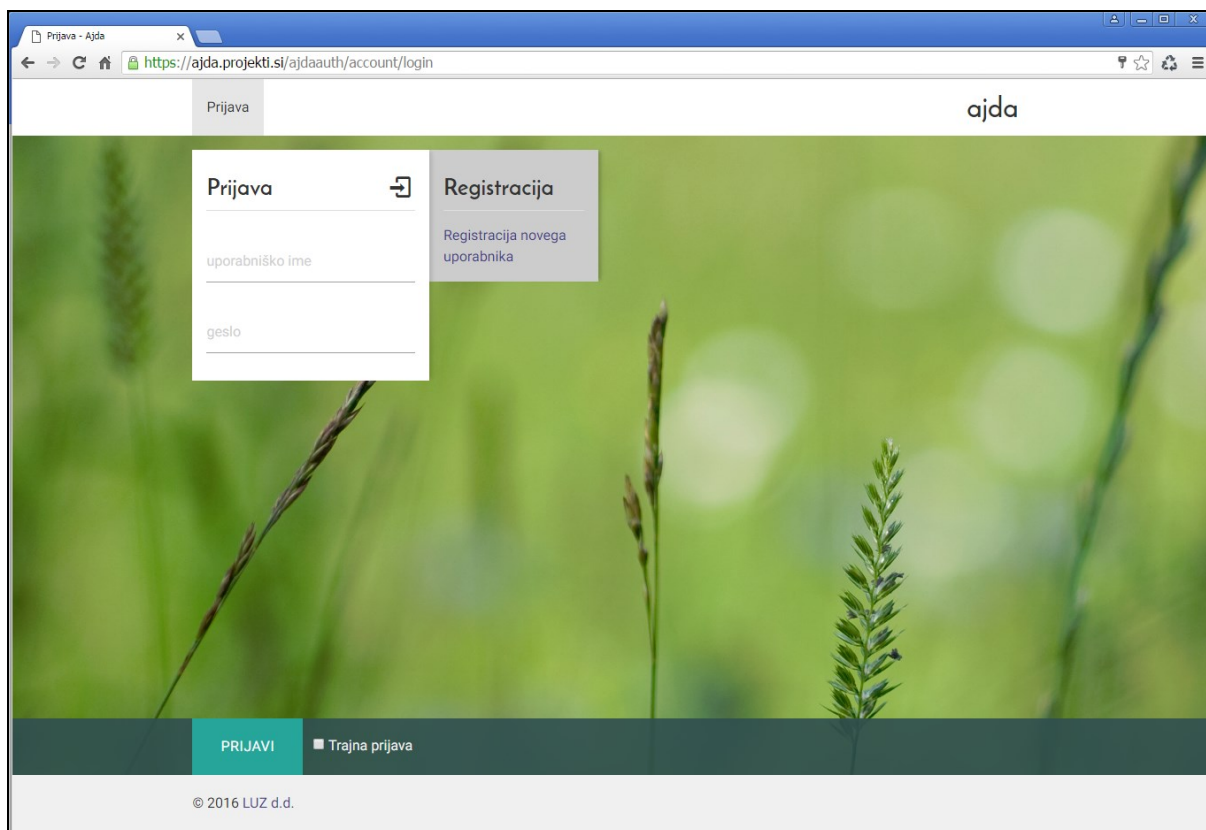 Prijava - Ajda
https://ajda.projekti.si/ajdaauth/account/login
Prijava
ajda
Prijava
Registracija
Registracija novega
uporabnika
uporabniško ime
geslo
PRIJAVI
Trajna prijava
© 2016 LUZ d.d.